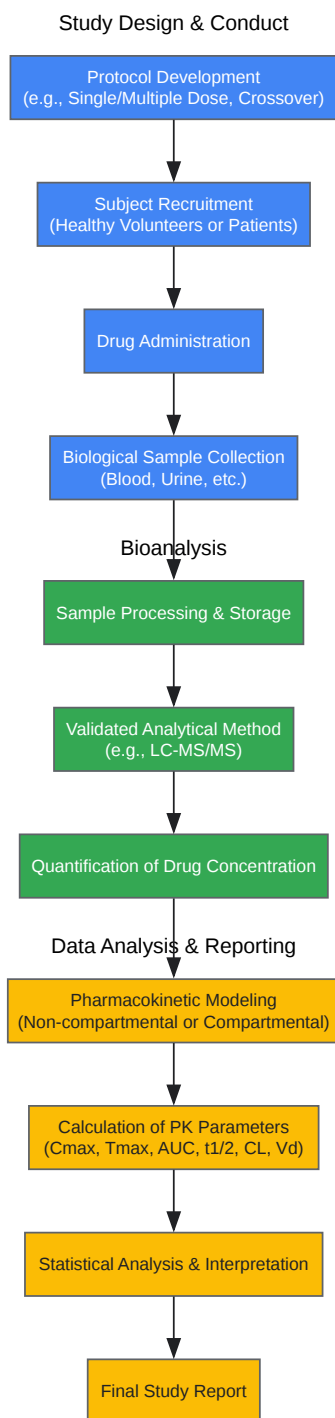 Study Design & Conduct
Protocol Development
(e.g., Single/Multiple Dose, Crossover)
Subject Recruitment
(Healthy Volunteers or Patients)
Drug Administration
Biological Sample Collection
(Blood, Urine, etc.)
Bioanalysis
Sample Processing & Storage
Validated Analytical Method
(e.g., LC-MS/MS)
Quantification of Drug Concentration
Data Analysis & Reporting
Pharmacokinetic Modeling
(Non-compartmental or Compartmental)
Calculation of PK Parameters
(Cmax, Tmax, AUC, t1/2, CL, Vd)
Statistical Analysis & Interpretation
Final Study Report